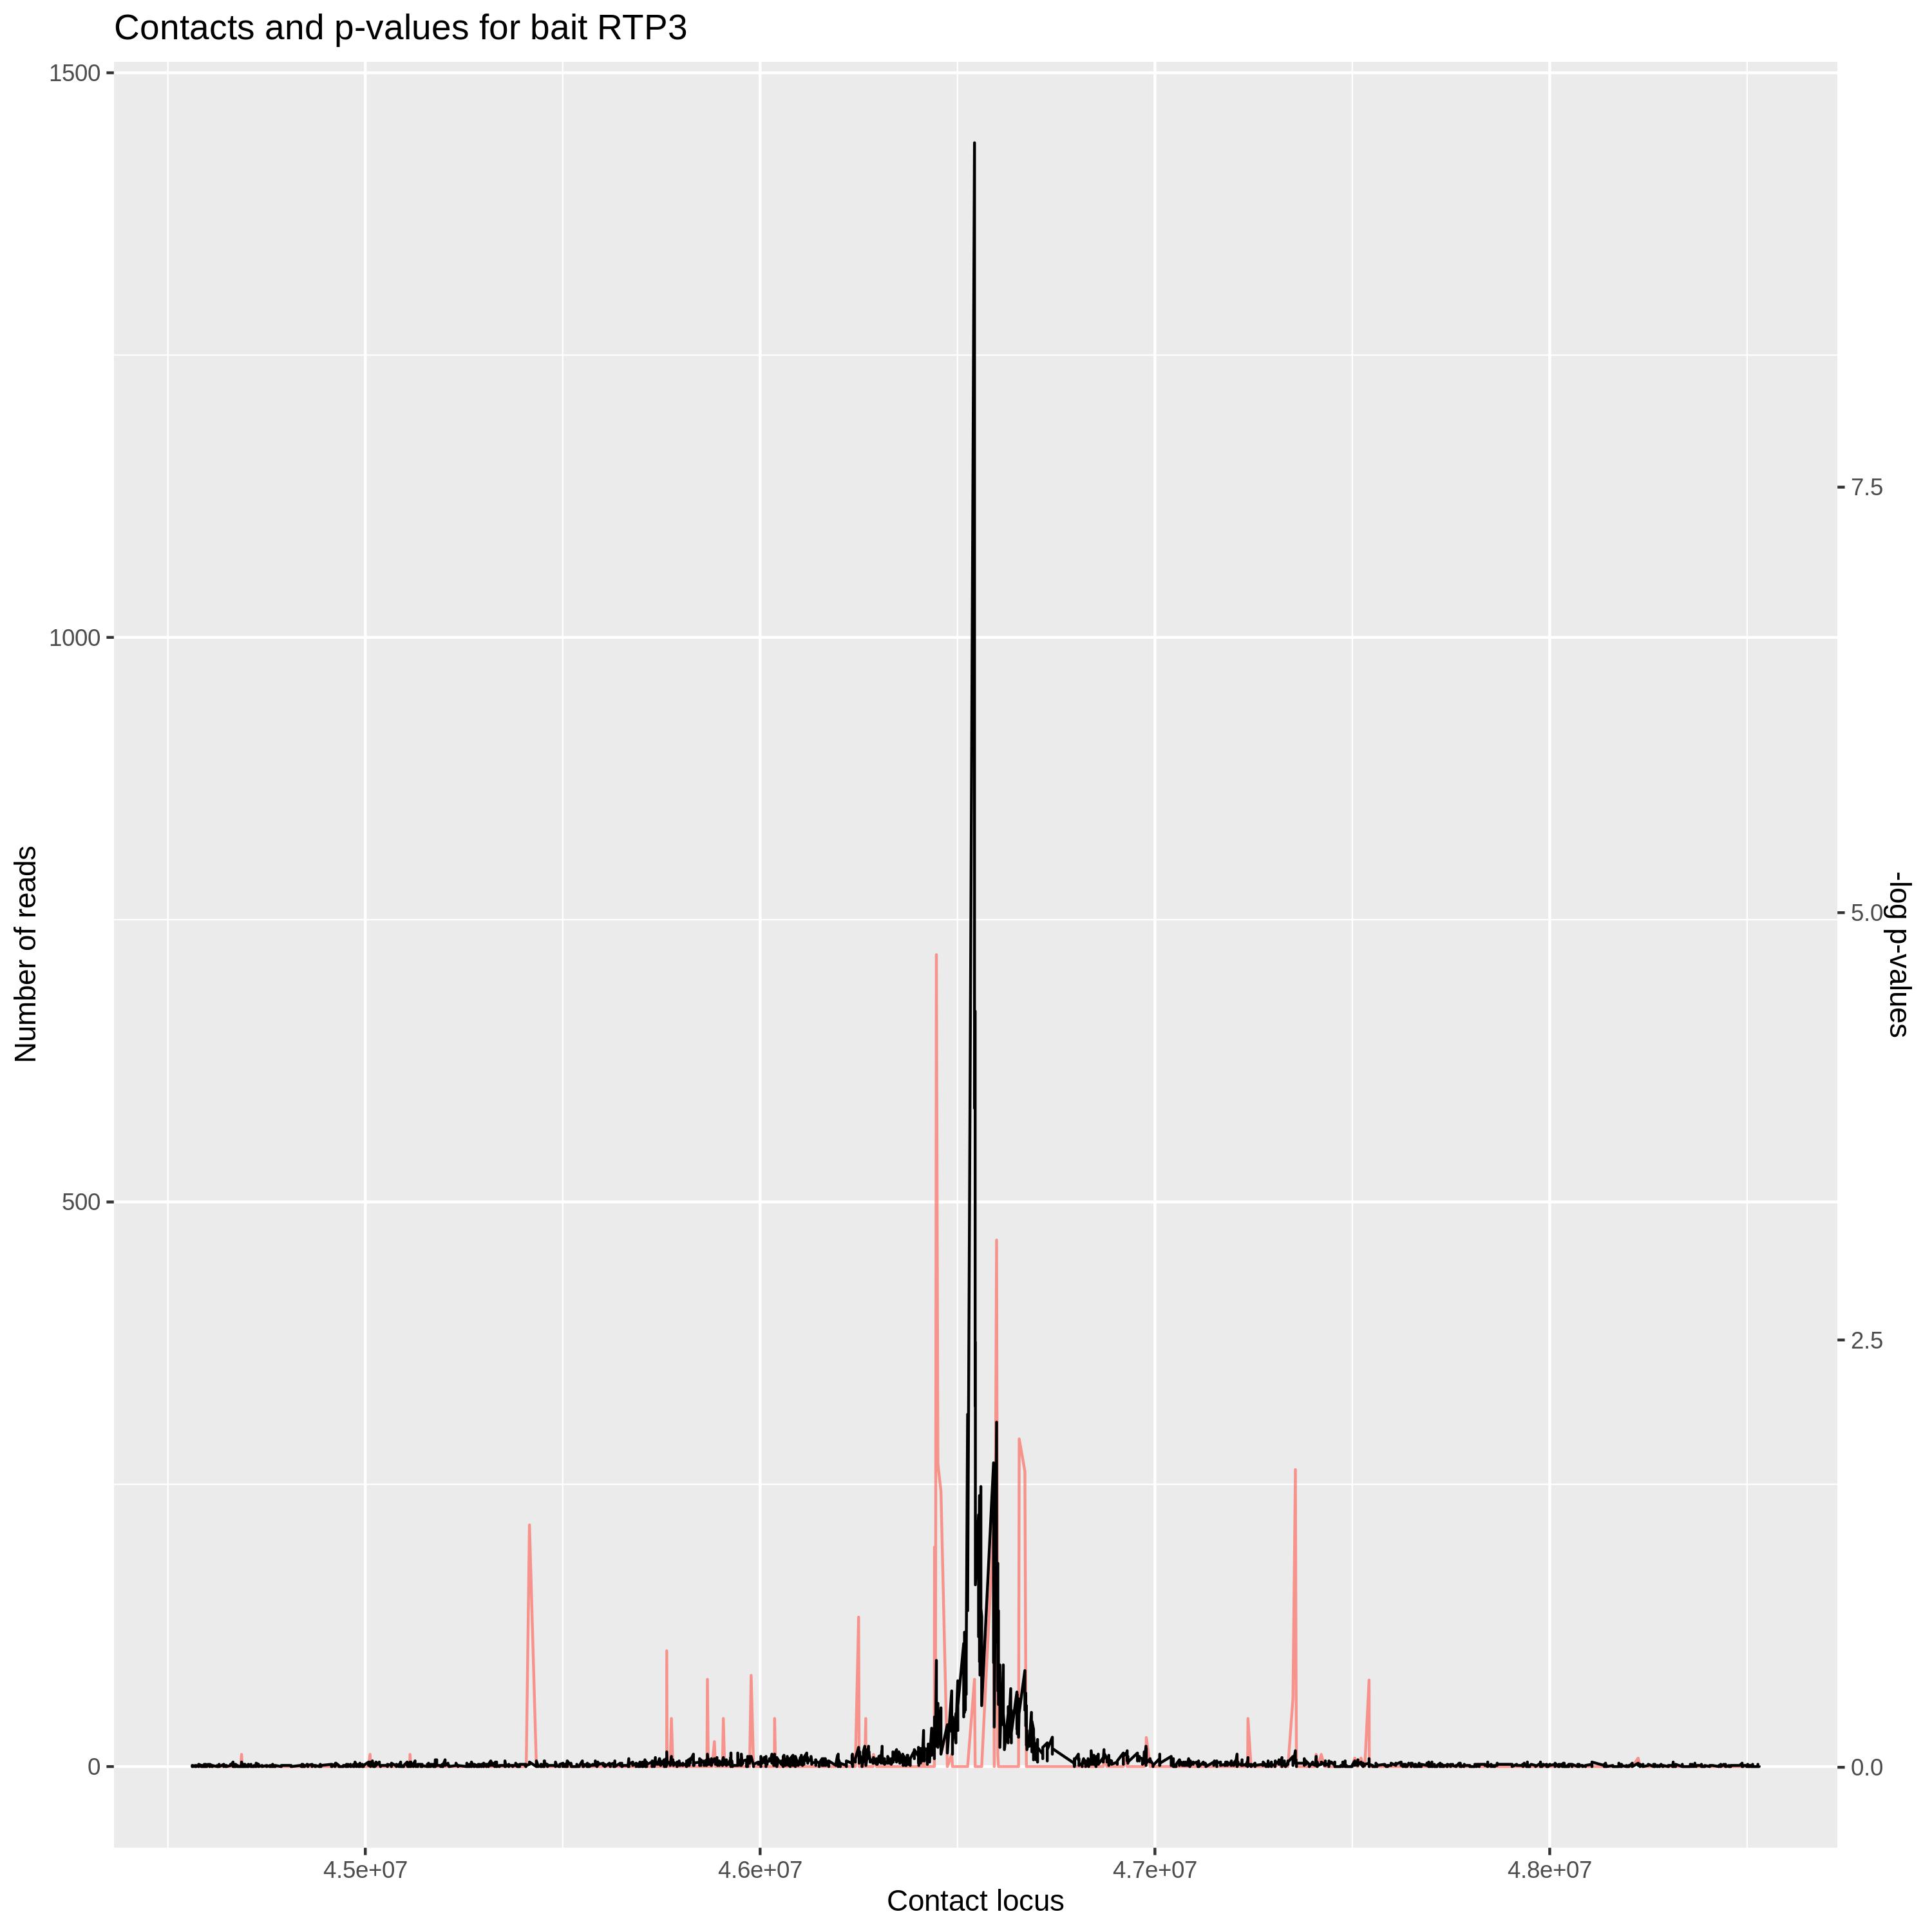 Contacts and p-values for bait RTP3
1500
1000
500
0
Number of reads
7.5
5.0
2.5
0.0
-log p-values
4.5e+07
4.6e+07
4.7e+07
4.8e+07
Contact locus